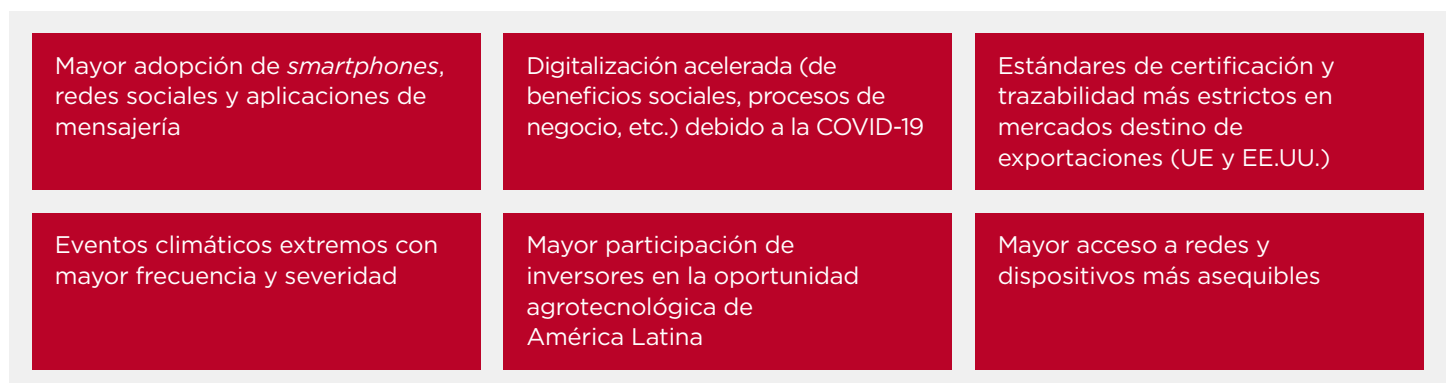 Mayor adopción de smartphones,
redes sociales y aplicaciones de
mensajería
Digitalización acelerada (de
beneficios sociales, procesos de
negocio, etc.) debido a la COVID-19
Estándares de certificación y
trazabilidad más estrictos en
mercados destino de
exportaciones (UE y EE.UU.)
Eventos climáticos extremos con
mayor frecuencia y severidad
Mayor participación de
inversores en la oportunidad
agrotecnológica de
América Latina
Mayor acceso a redes y
dispositivos más asequibles